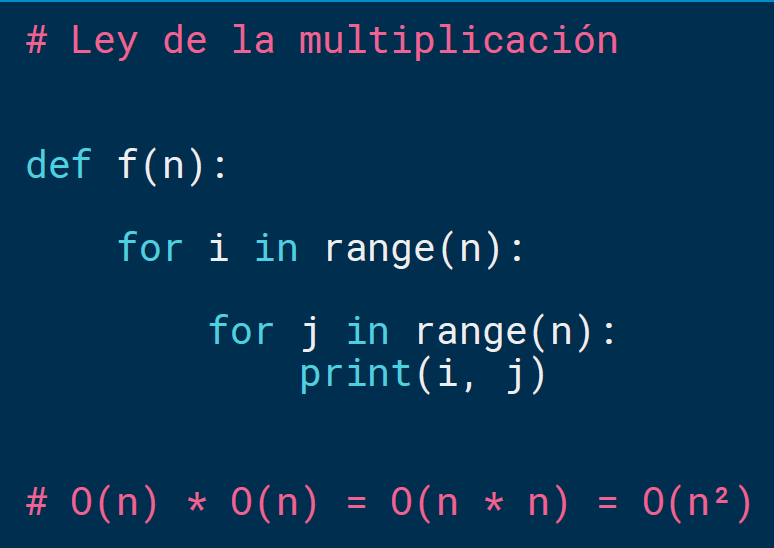 # Ley de la multiplicación
def f(n):
    for i in range(n):
        for j in range(n):
            print(i, j)
# O(n) * O(n) = O(n * n) = O(n²)